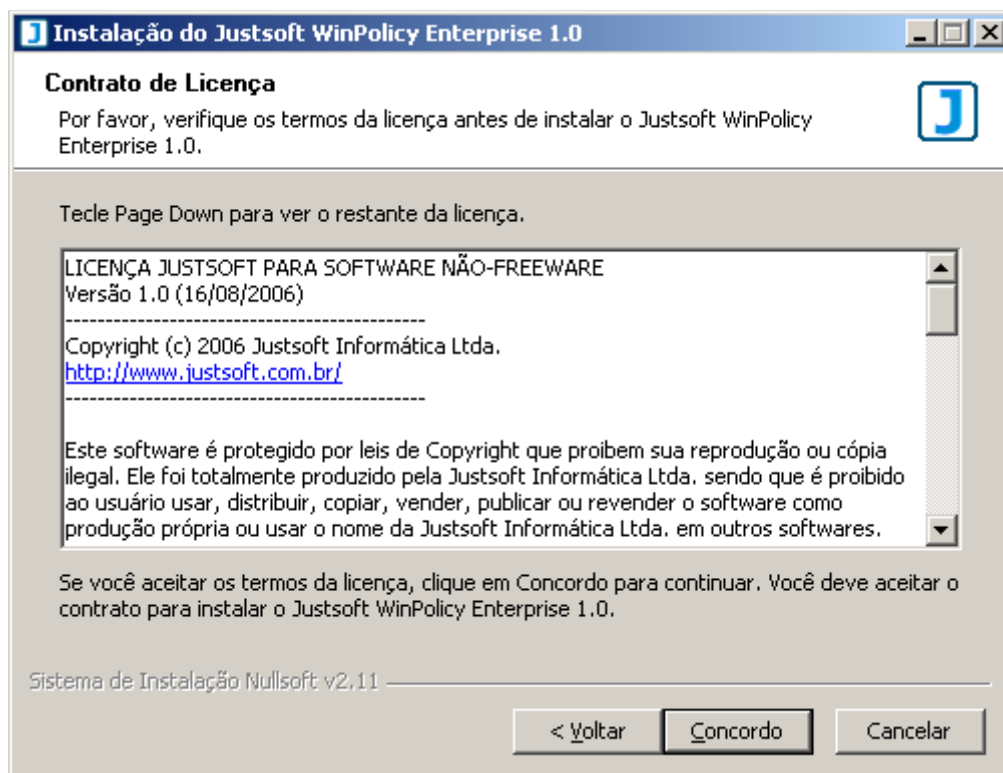 Instalação do Justsoft WinPolicy Enterprise 1.0
Contrato de Licença
Por favor, verifique os termos da licença antes de instalar o Justsoft WinPolicy
Enterprise 1.0.
J
Tecle Page Down para ver o restante da licença.
LICENÇA JUSTSOFT PARA SOFTWARE NÃO-FREEWARE
Versão 1.0 (16/08/2006)
---------------------------------------------
Copyright (c) 2006 Justsoft Informática Ltda.
http://www.justsoft.com.br/
---------------------------------------------
Este software é protegido por leis de Copyright que proibem sua reprodução ou cópia
ilegal. Ele foi totalmente produzido pela Justsoft Informática Ltda. sendo que é proibido
ao usuário usar, distribuir, copiar, vender, publicar ou revender o software como
produção própria ou usar o nome da Justsoft Informática Ltda. em outros softwares.
Se você aceitar os termos da licença, clique em Concordo para continuar. Você deve aceitar o
contrato para instalar o Justsoft WinPolicy Enterprise 1.0.
Sistema de Instalação Nullsoft v2.11
< Voltar
Concordo
Cancelar